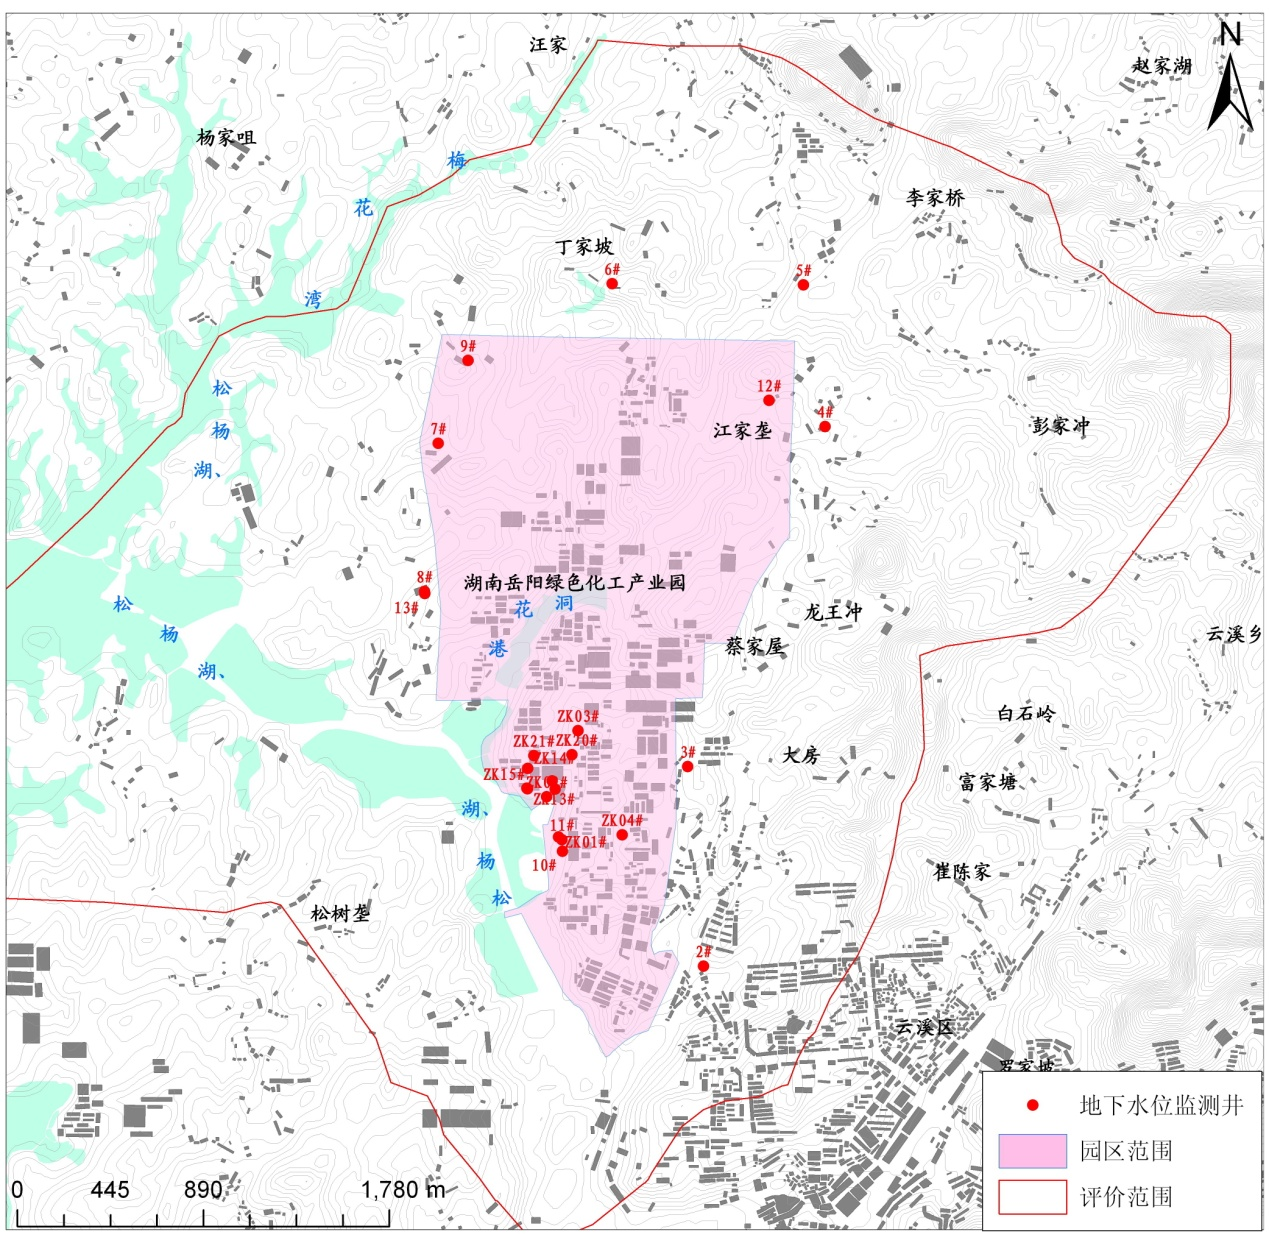 汪家
N
赵家湖
杨家咀
梅
花
湾
李家桥
丁家坡
6#
5#
9#
12#
4#
7#
江家垄
彭家冲
松
杨
湖、
8#
13#
湖南岳阳绿色化工产业园
花 洞
港
松
杨
湖、
龙王冲
蔡家屋
云溪乡
白石岭
ZK03#
ZK21#
ZK20#
ZK14#
ZK15#
ZK13#
3#
大房
富家塘
湖、
杨
松
11#
ZK04#
ZK01#
10#
崔陈家
松树垄
2#
云溪区
罗家坡
地下水位监测井
园区范围
评价范围
0 445 890 1,780 m